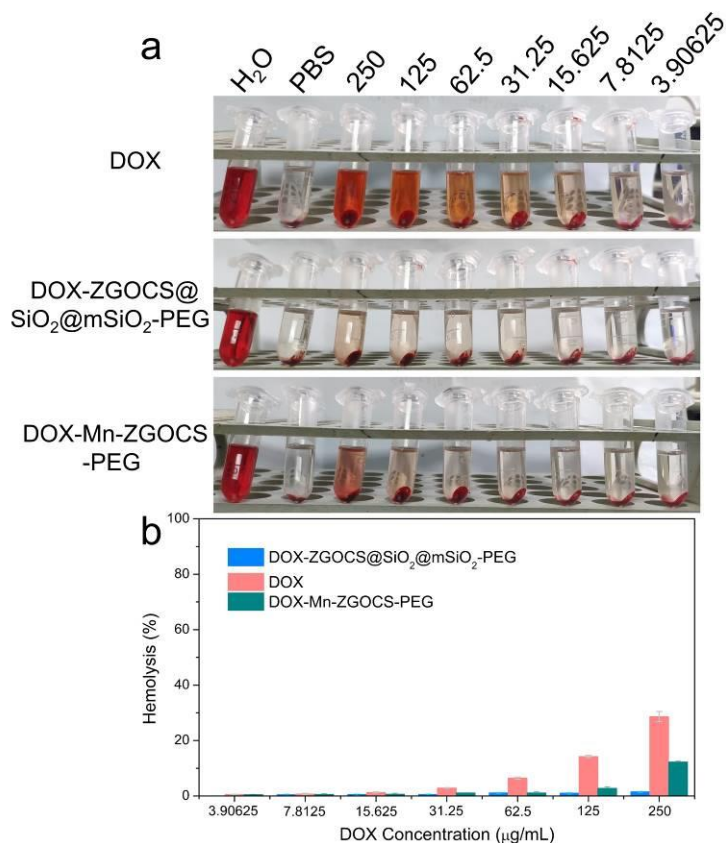 a
H₂O PBS 250 125 62.5 31.25 15.625 7.8125 3.90625
DOX
DOX-ZGOCS@
SiO₂@mSiO₂-PEG
DOX-Mn-ZGOCS
-PEG
b
100
80
60
40
20
0
Hemolysis (%)
DOX-ZGOCS@SiO₂@mSiO₂-PEG
DOX
DOX-Mn-ZGOCS-PEG
3.90625 7.8125 15.625 31.25 62.5 125 250
DOX Concentration (μg/mL)